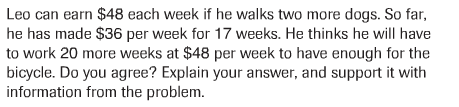 Leo can earn $48 each week if he walks two more dogs. So far,
he has made $36 per week for 17 weeks. He thinks he will have
to work 20 more weeks at $48 per week to have enough for the
bicycle. Do you agree? Explain your answer, and support it with
information from the problem.